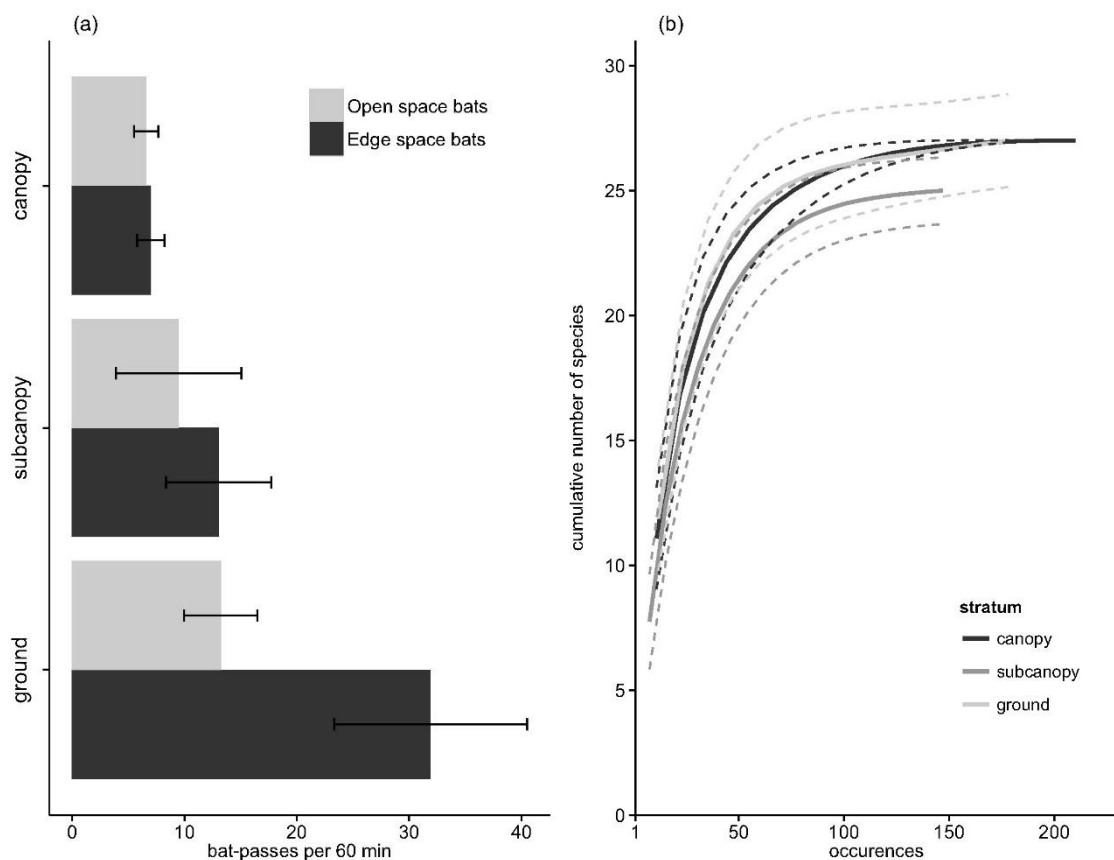 (a)
Open space bats
Edge space bats
canopy
subcanopy
ground
0 10 20 30 40
bat-passes per 60 min
(b)
30
25
20
15
10
5
0
cumulative number of species
stratum
canopy
subcanopy
ground
1 50 100 150 200
occurences